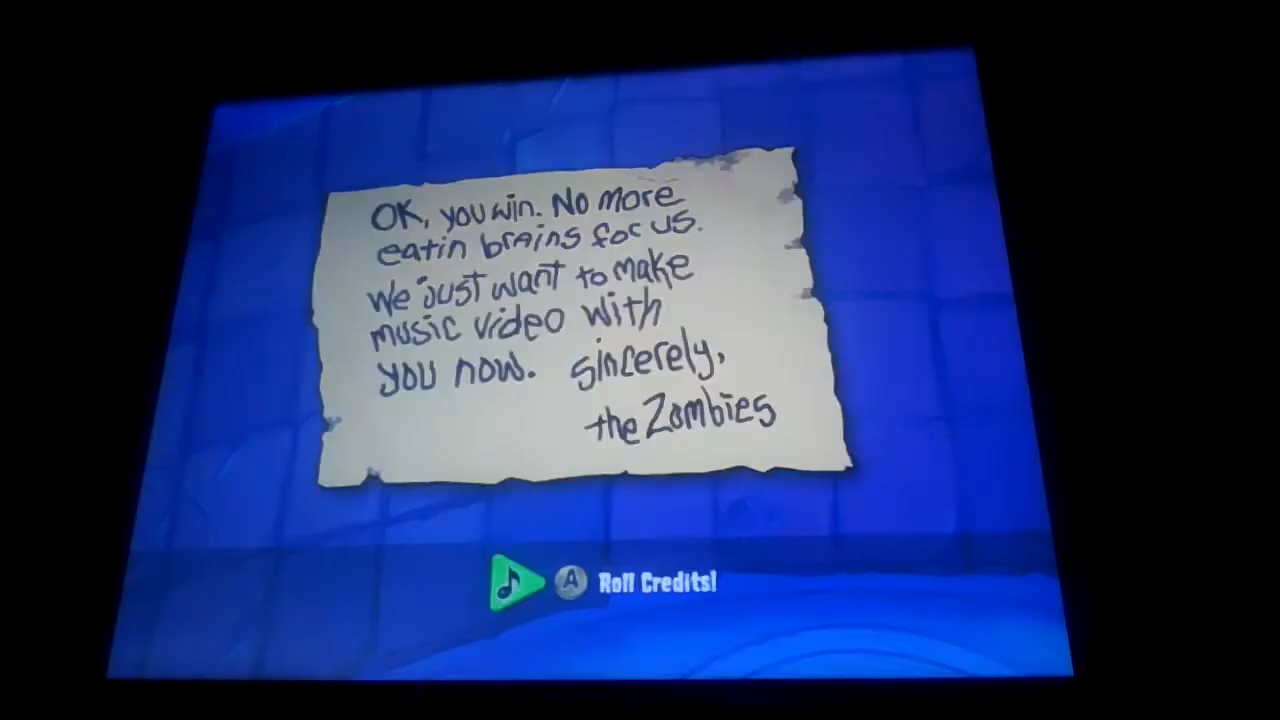 OK, you win. No more
eatin brains for us.
We just want to make
music video with
you now. sincerely,
the Zombies
A Roll Credits!